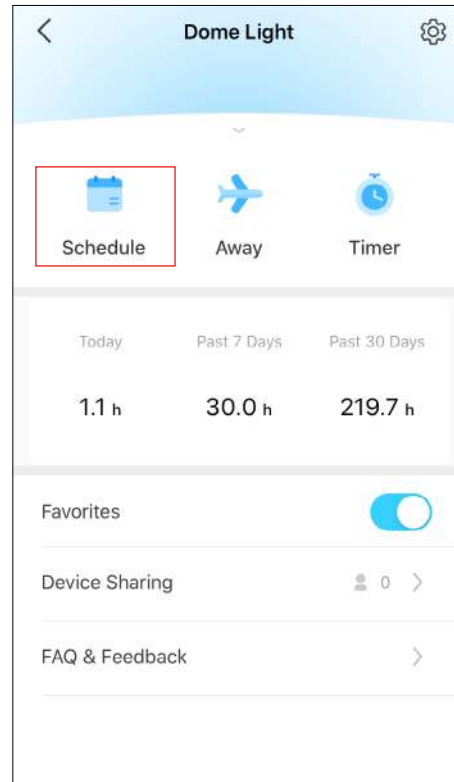 Dome Light
Schedule Away Timer
Today Past 7 Days Past 30 Days
1.1 h 30.0 h 219.7 h
Favorites
Device Sharing 0
FAQ & Feedback